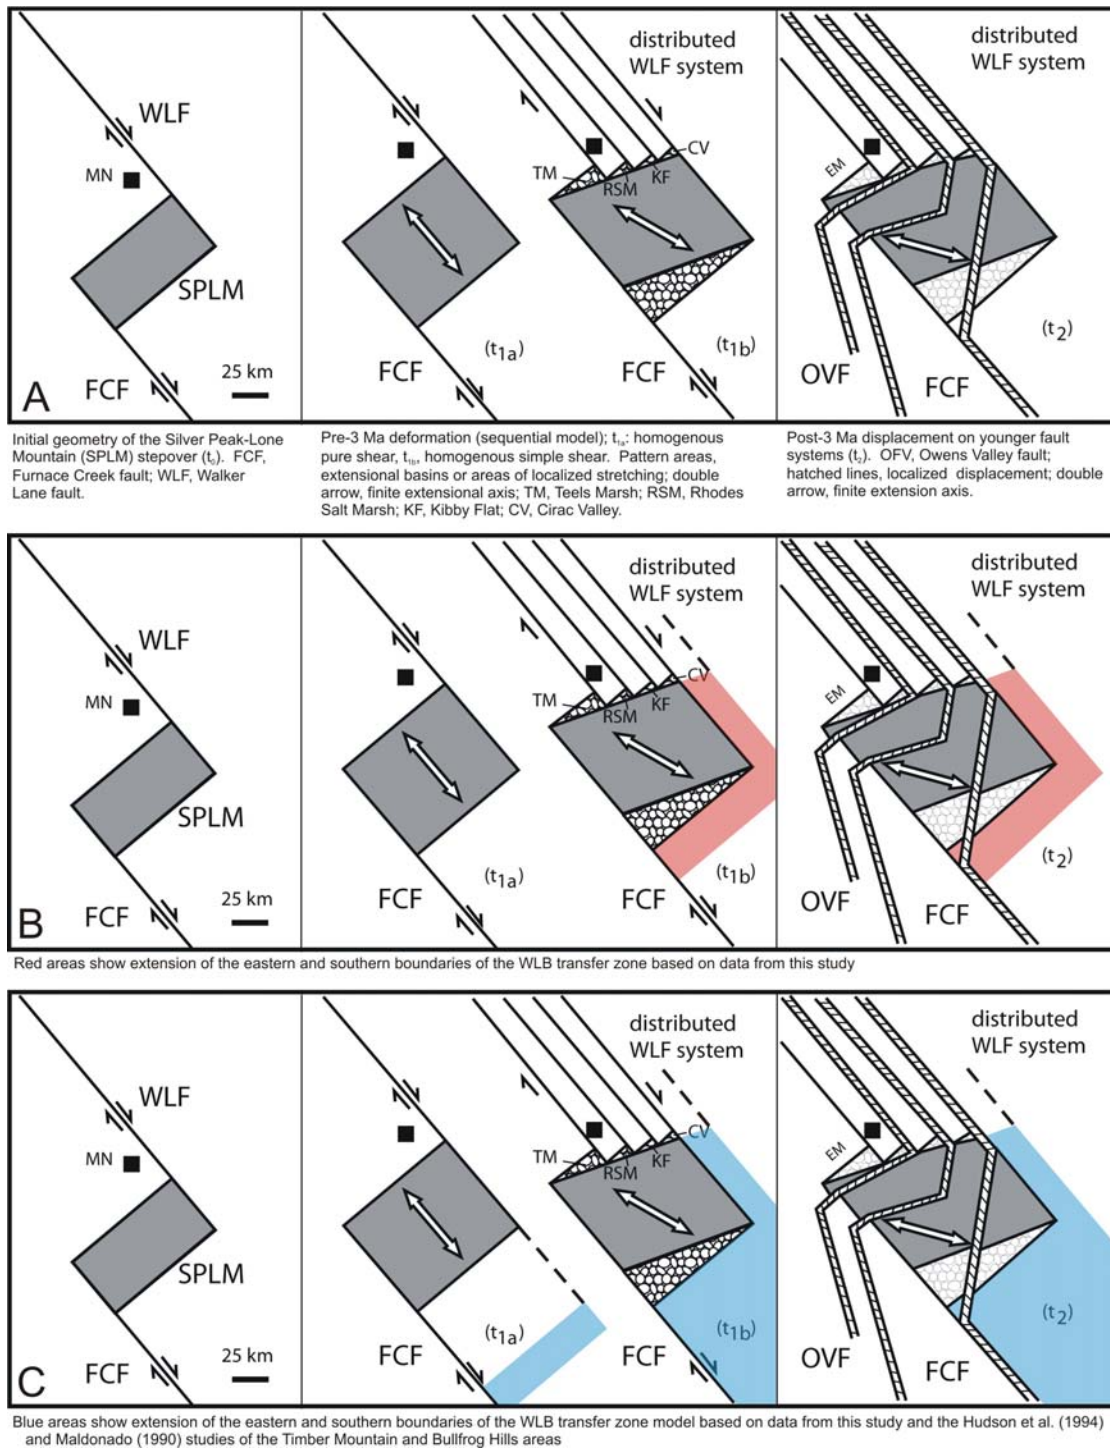 WLF
MN
SPLM
FCF
25 km
A
(t1a)
FCF
distributed
WLF system
TM
RSM
KF
CV
(t1b)
FCF
distributed
WLF system
EM
OVF
FCF
(t2)
Initial geometry of the Silver Peak-Lone
Mountain (SPLM) stepover (t0). FCF,
Furnace Creek fault; WLF, Walker
Lane fault.
Pre-3 Ma deformation (sequential model); t1a: homogenous
pure shear, t1b, homogenous simple shear. Pattern areas,
extensional basins or areas of localized stretching; double
arrow, finite extensional axis; TM, Teels Marsh; RSM, Rhodes
Salt Marsh; KF, Kibby Flat; CV, Cirac Valley.
Post-3 Ma displacement on younger fault
systems (t2). OFV, Owens Valley fault;
hatched lines, localized displacement; double
arrow, finite extension axis.
WLF
MN
SPLM
FCF
25 km
B
(t1a)
FCF
distributed
WLF system
TM
RSM
KF
CV
(t1b)
FCF
distributed
WLF system
EM
OVF
FCF
(t2)
Red areas show extension of the eastern and southern boundaries of the WLB transfer zone based on data from this study
WLF
MN
SPLM
FCF
25 km
C
(t1a)
distributed
WLF system
TM
RSM
KF
CV
(t1b)
FCF
distributed
WLF system
EM
OVF
FCF
(t2)
Blue areas show extension of the eastern and southern boundaries of the WLB transfer zone model based on data from this study and the Hudson et al. (1994)
and Maldonado (1990) studies of the Timber Mountain and Bullfrog Hills areas